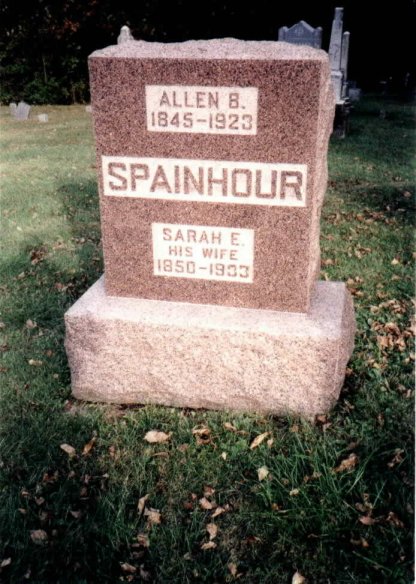 ALLEN B.
1845-1923
SPAINHOUR
SARAH E.
HIS WIFE
1850-1933